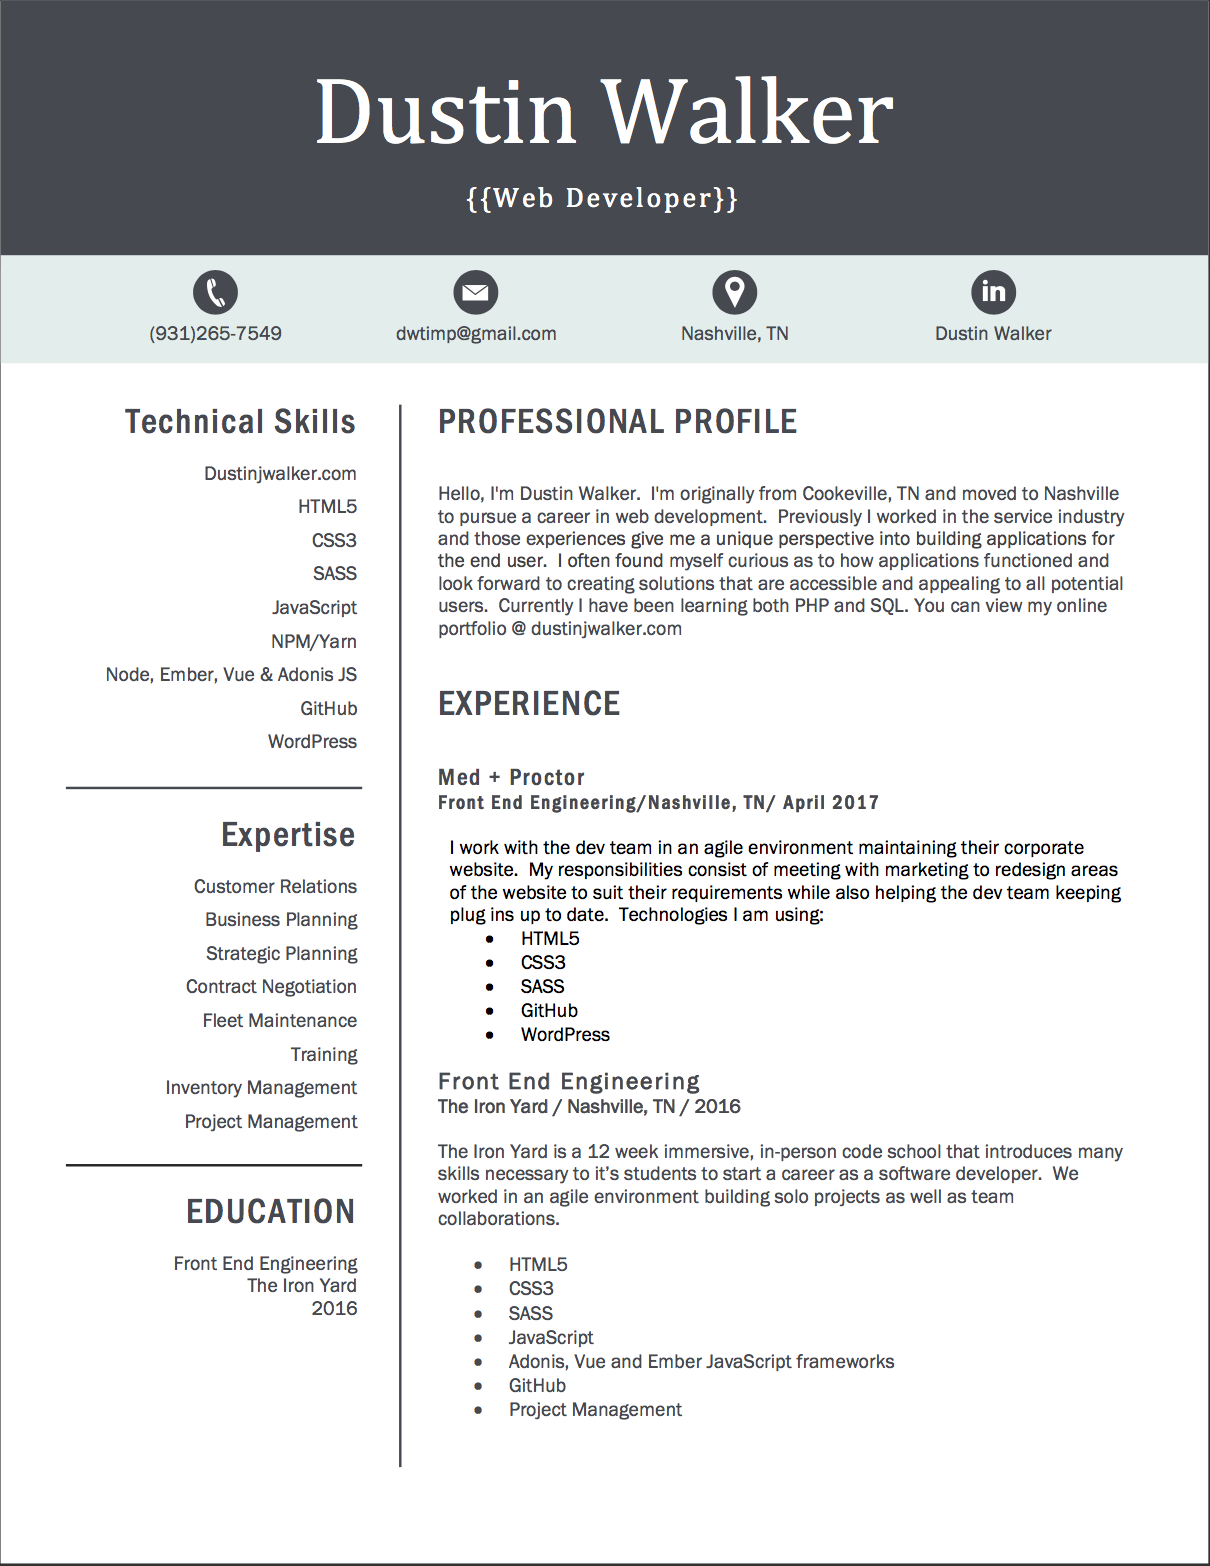 Dustin Walker
{{Web Developer}}
(931)265-7549
dwtimp@gmail.com
Nashville, TN
Dustin Walker
Technical Skills
Dustinjwalker.com
HTML5
CSS3
SASS
JavaScript
NPM/Yarn
Node, Ember, Vue & Adonis JS
GitHub
WordPress
Expertise
Customer Relations
Business Planning
Strategic Planning
Contract Negotiation
Fleet Maintenance
Training
Inventory Management
Project Management
EDUCATION
Front End Engineering
The Iron Yard
2016
PROFESSIONAL PROFILE
Hello, I'm Dustin Walker.  I'm originally from Cookeville, TN and moved to Nashville
to pursue a career in web development.  Previously I worked in the service industry
and those experiences give me a unique perspective into building applications for
the end user.  I often found myself curious as to how applications functioned and
look forward to creating solutions that are accessible and appealing to all potential
users.  Currently I have been learning both PHP and SQL. You can view my online
portfolio @ dustinjwalker.com
EXPERIENCE
Med + Proctor
Front End Engineering/Nashville, TN/ April 2017
I work with the dev team in an agile environment maintaining their corporate
website.  My responsibilities consist of meeting with marketing to redesign areas
of the website to suit their requirements while also helping the dev team keeping
plug ins up to date.  Technologies I am using:
• HTML5
• CSS3
• SASS
• GitHub
• WordPress
Front End Engineering
The Iron Yard / Nashville, TN / 2016
The Iron Yard is a 12 week immersive, in-person code school that introduces many
skills necessary to it’s students to start a career as a software developer.  We
worked in an agile environment building solo projects as well as team
collaborations.
• HTML5
• CSS3
• SASS
• JavaScript
• Adonis, Vue and Ember JavaScript frameworks
• GitHub
• Project Management